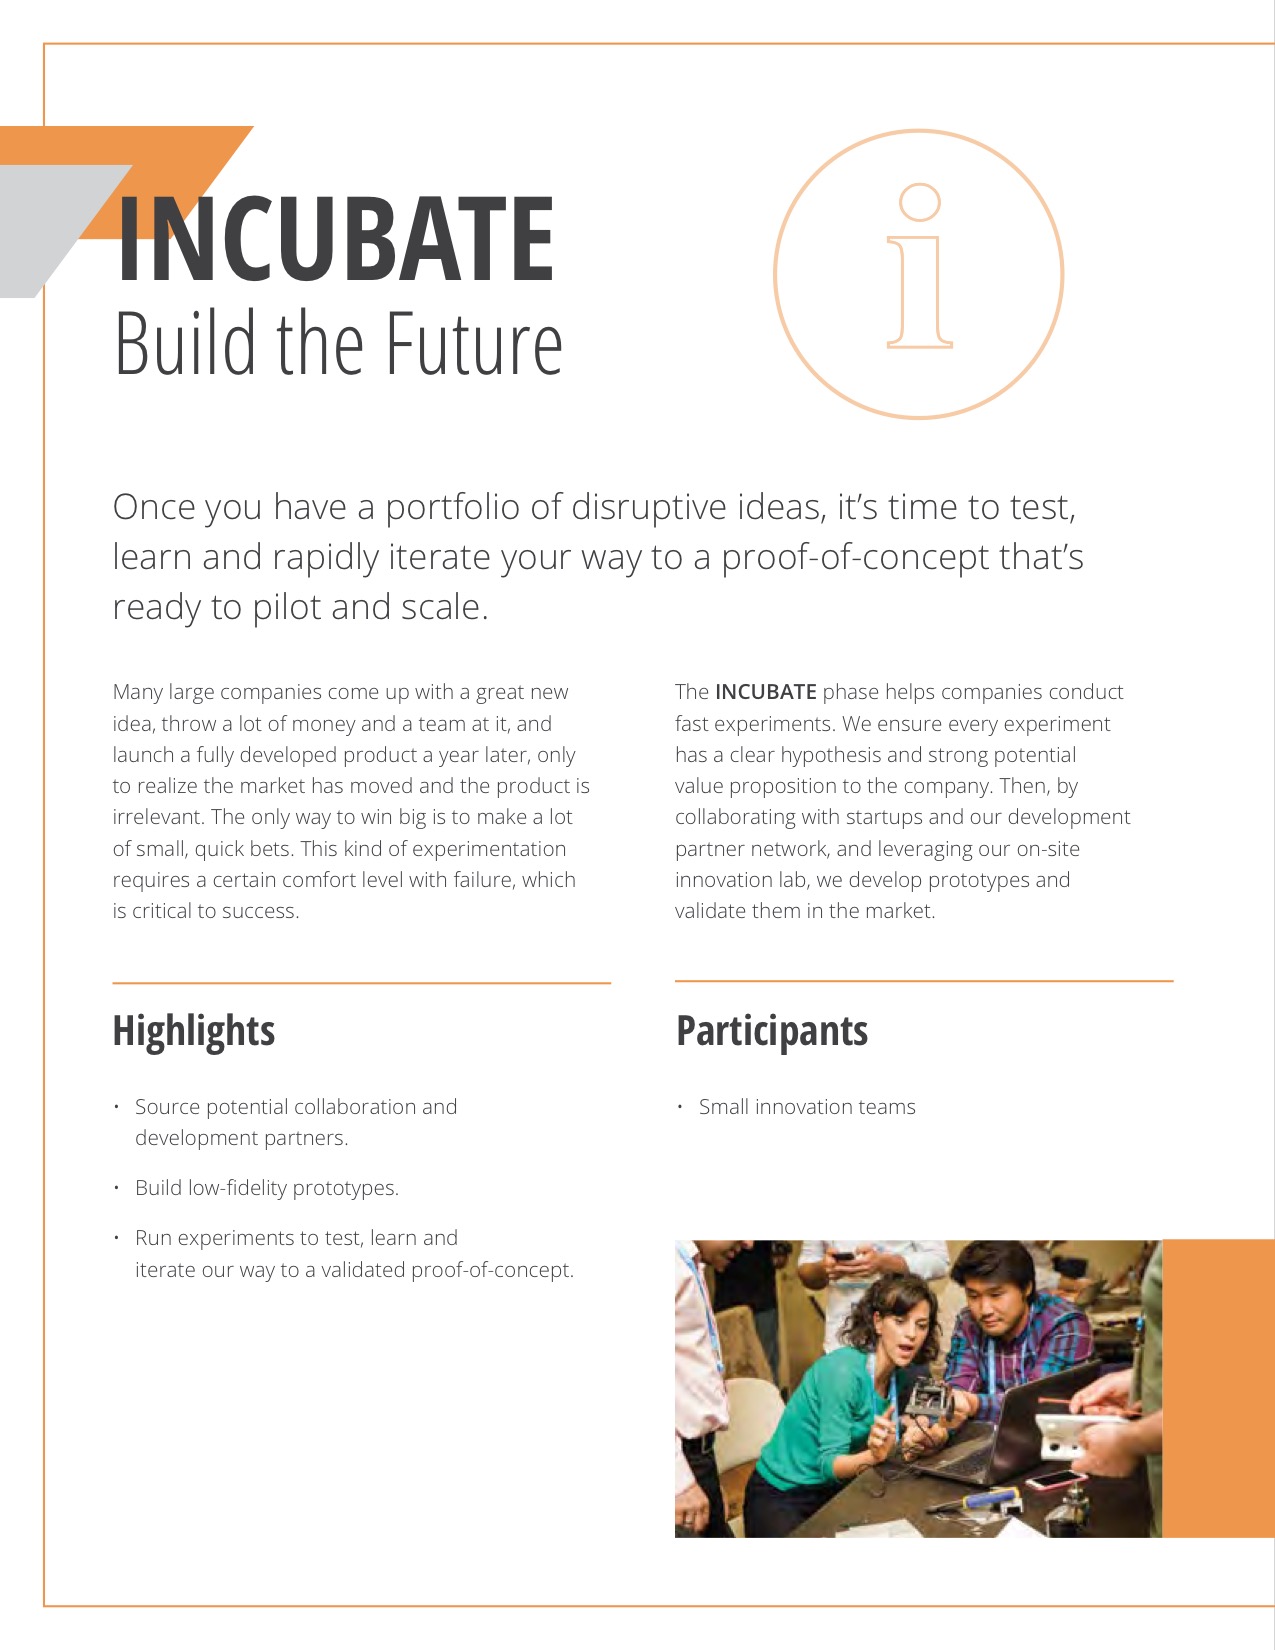 INCUBATE
Build the Future
i
Once you have a portfolio of disruptive ideas, it’s time to test,
learn and rapidly iterate your way to a proof-of-concept that’s
ready to pilot and scale.
Many large companies come up with a great new
idea, throw a lot of money and a team at it, and
launch a fully developed product a year later, only
to realize the market has moved and the product is
irrelevant. The only way to win big is to make a lot
of small, quick bets. This kind of experimentation
requires a certain comfort level with failure, which
is critical to success.
The INCUBATE phase helps companies conduct
fast experiments. We ensure every experiment
has a clear hypothesis and strong potential
value proposition to the company. Then, by
collaborating with startups and our development
partner network, and leveraging our on-site
innovation lab, we develop prototypes and
validate them in the market.
Highlights
• Source potential collaboration and
development partners.
• Build low-fidelity prototypes.
• Run experiments to test, learn and
iterate our way to a validated proof-of-concept.
Participants
• Small innovation teams